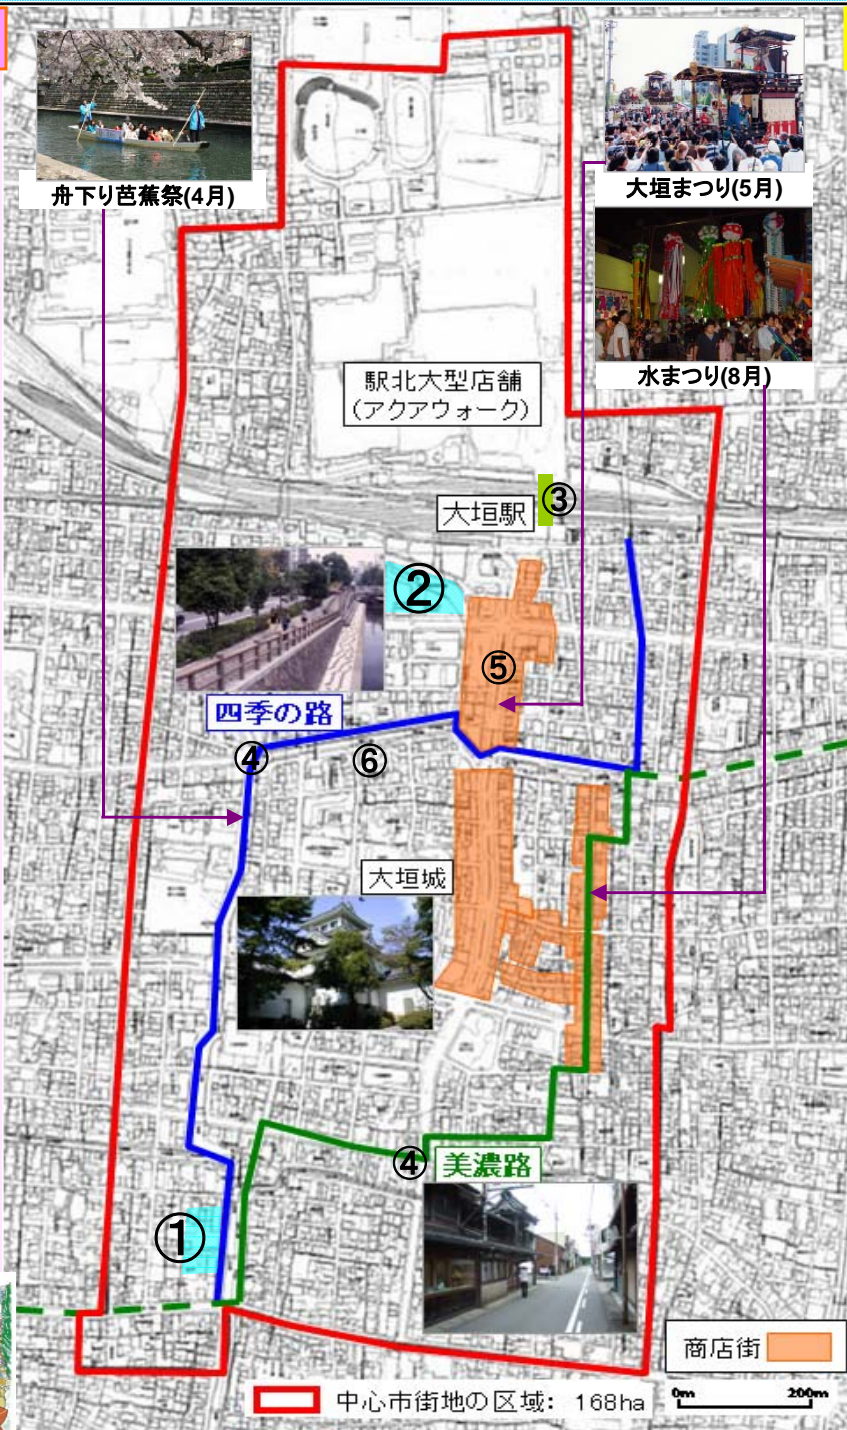 舟下り芭蕉祭(4月)
大垣まつり(5月)
水まつり(8月)
駅北大型店舗
(アクアウォーク)
大垣駅
③
②
⑤
四季の路
④
⑥
大垣城
④
美濃路
①
商店街
中心市街地の区域： 168ha
0m 200m